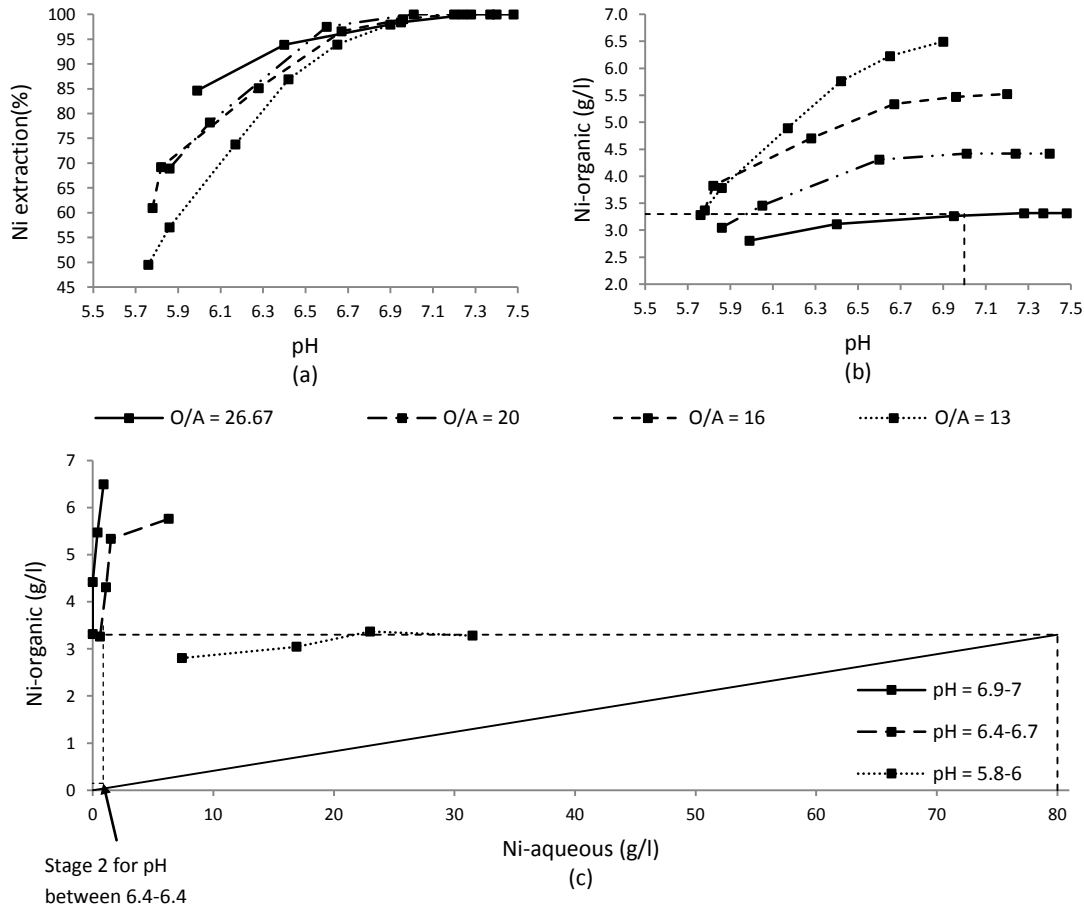 Ni extraction(%)
100
95
90
85
80
75
70
65
60
55
50
45
5.5 5.7 5.9 6.1 6.3 6.5 6.7 6.9 7.1 7.3 7.5
pH
(a)
Ni-organic (g/l)
7.0
6.5
6.0
5.5
5.0
4.5
4.0
3.5
3.0
2.5
2.0
5.5 5.7 5.9 6.1 6.3 6.5 6.7 6.9 7.1 7.3 7.5
pH
(b)
O/A = 26.67 O/A = 20 O/A = 16 O/A = 13
Ni-organic (g/l)
7
6
5
4
3
2
1
0
pH = 6.9-7
pH = 6.4-6.7
pH = 5.8-6
0 10 20 30 40 50 60 70 80
Ni-aqueous (g/l)
(c)
Stage 2 for pH
between 6.4-6.4